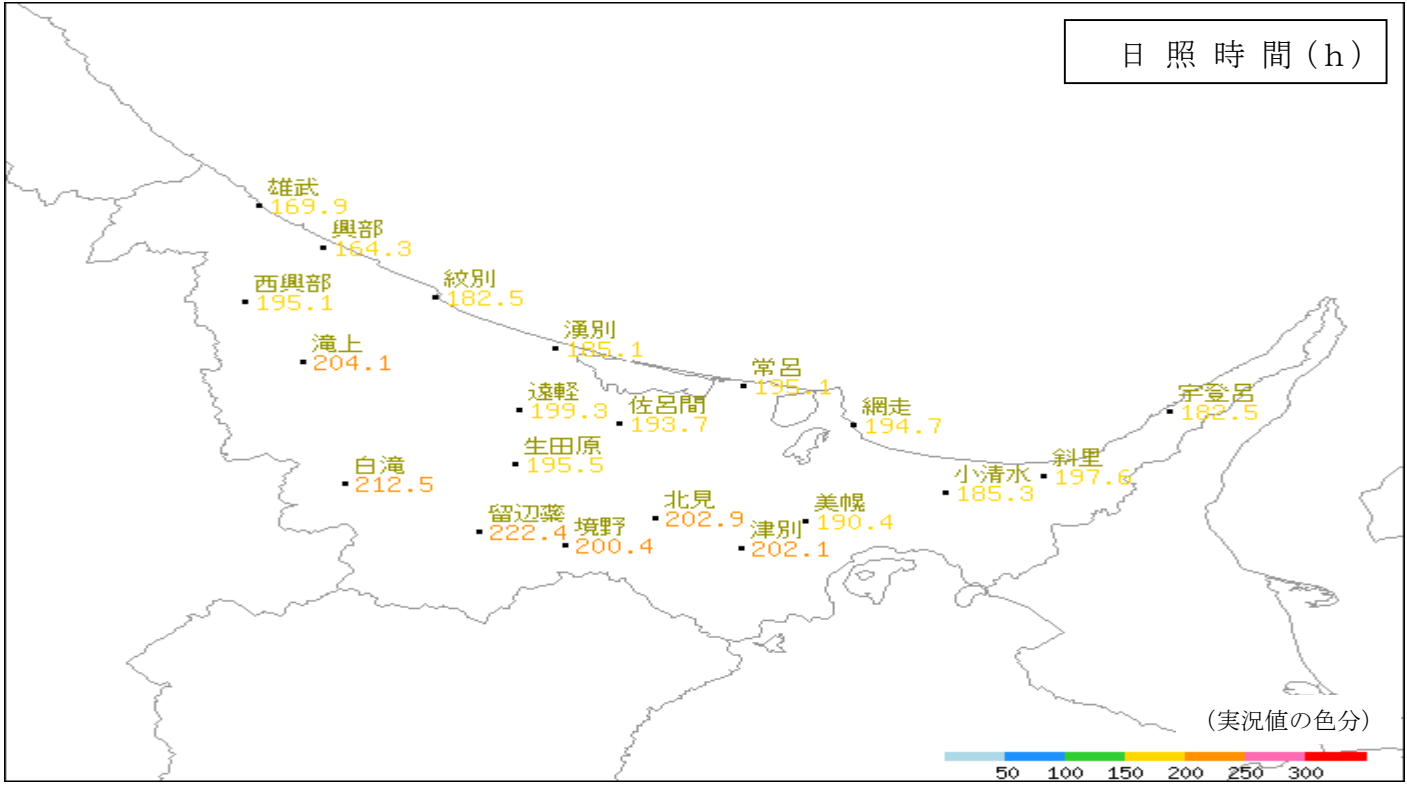 日 照 時 間 (ｈ)
雄武
169.9
興部
164.3
西興部
195.1
紋別
182.5
滝上
204.1
湧別
185.1
常呂
195.1
遠軽
199.3
佐呂間
193.7
網走
194.7
宇登呂
182.5
生田原
195.5
白滝
212.5
斜里
197.6
小清水
185.3
留辺蘂
222.4
境野
200.4
北見
202.9
美幌
190.4
津別
202.1
(実況値の色分)
50 100 150 200 250 300